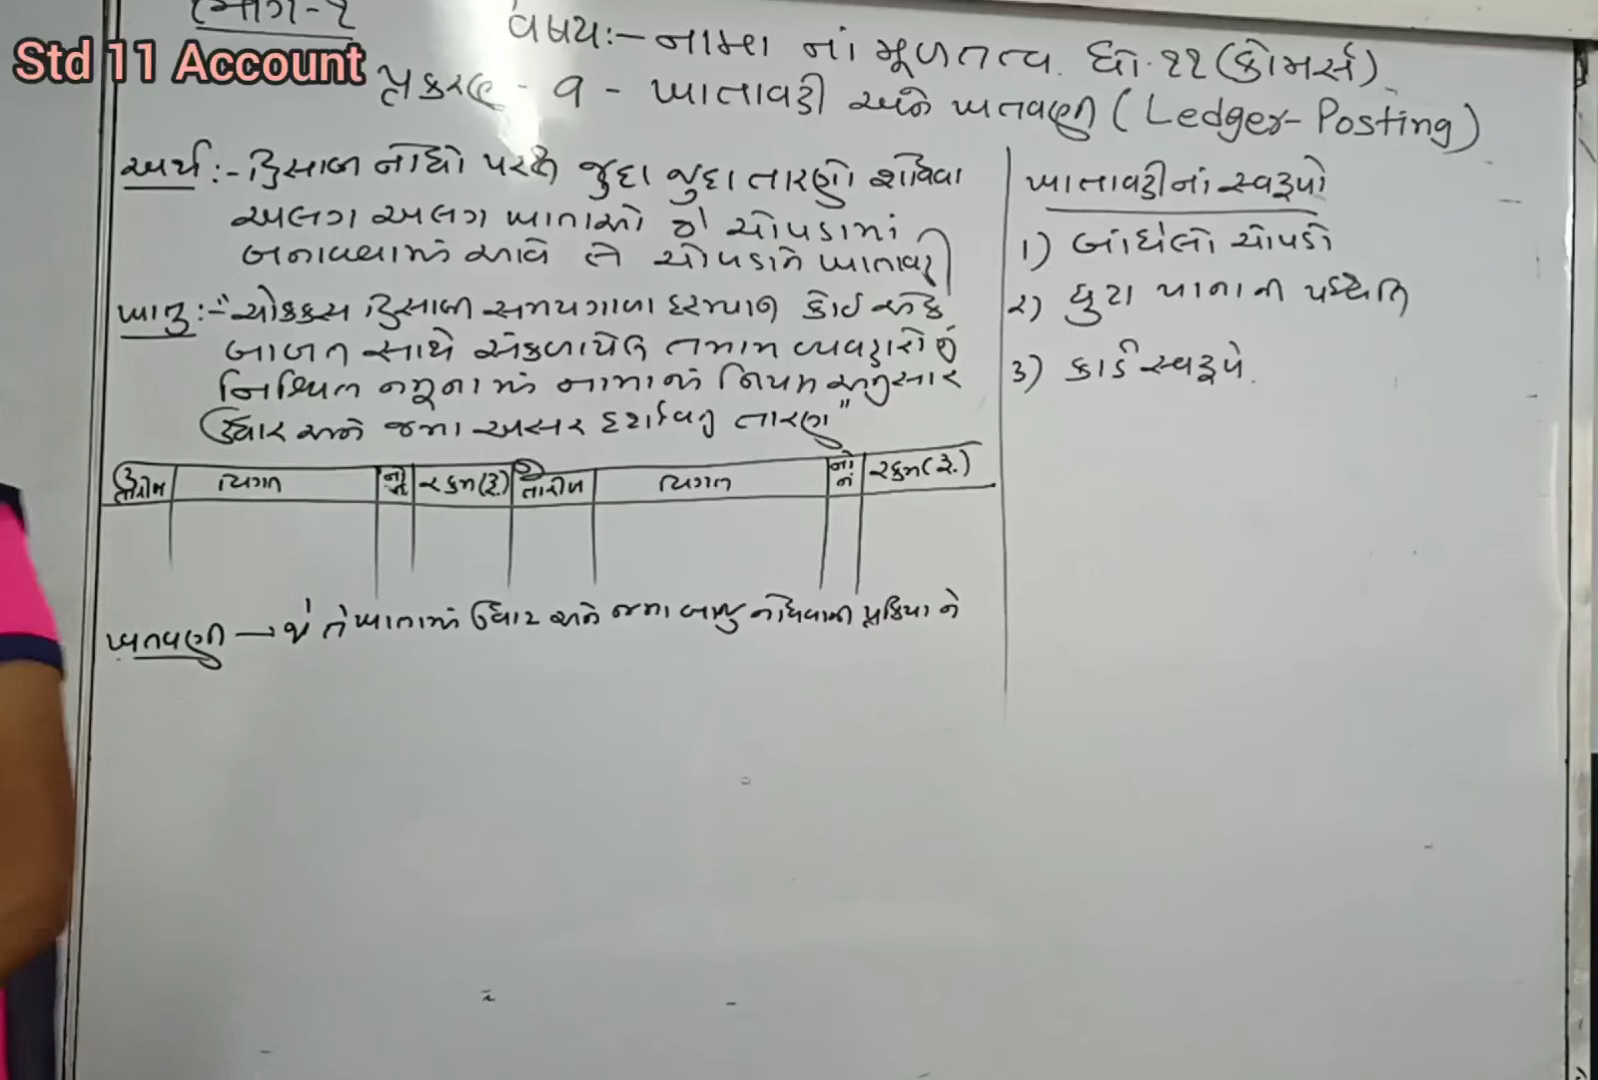 ભાગ-૧
Std 11 Account
વિષય:- નામા નાં મૂળતત્વ ધો.૧૧ (કોમર્સ)
પ્રકરણ - ૭ - ખાતાવહી અને ખતવણી (Ledger-Posting)
અર્થ:- હિસાબ નોંધો પરથી જુદા જુદા તારણો શોધવા
અલગ અલગ ખાતાઓ જે ચોપડામાં
બનાવવામાં આવે તે ચોપડાને ખાતાવહી
ખાતુ:- "ચોક્કસ હિસાબી સમયગાળા દરમ્યાન કોઈ એક
બાબત સાથે સંકળાયેલ તમામ વ્યવહારોનું
નિશ્ચિત નમૂનામાં નામાનાં નિયમ અનુસાર
ઉધાર અને જમા અસર દર્શાવતુ તારણ"
ઉ જ
તારીખ વિગત નોં નં રકમ(રૂ.) તારીખ વિગત નોં નં રકમ(રૂ.)
ખતવણી → જે તે ખાતામાં ઉધાર અને જમા બાજુ નોંધવાની પ્રક્રિયા ને
ખાતાવહીનાં સ્વરૂપો
1) બાંધેલો ચોપડો
૨) છુટા પાનાની પધ્ધતિ
૩) કાર્ડ સ્વરૂપે.